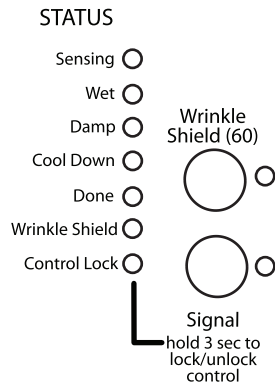 STATUS
Sensing
Wet
Damp
Cool Down
Done
Wrinkle Shield
Control Lock
Wrinkle
Shield (60)
Signal
hold 3 sec to
lock/unlock
control